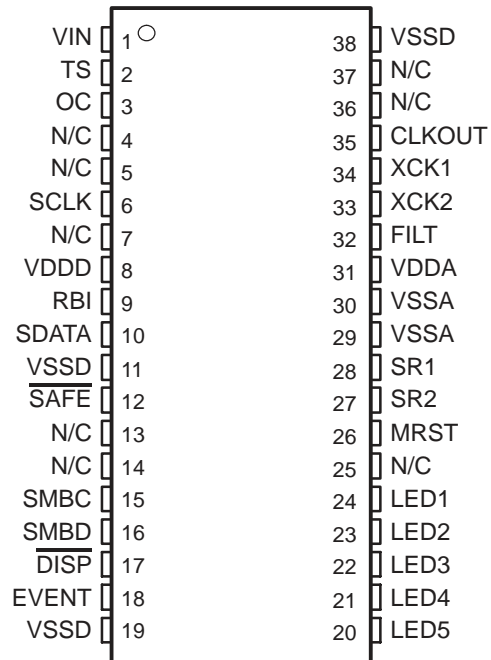 VIN 1 38 VSSD
TS 2 37 N/C
OC 3 36 N/C
N/C 4 35 CLKOUT
N/C 5 34 XCK1
SCLK 6 33 XCK2
N/C 7 32 FILT
VDDD 8 31 VDDA
RBI 9 30 VSSA
SDATA 10 29 VSSA
VSSD 11 28 SR1
SAFE 12 27 SR2
N/C 13 26 MRST
N/C 14 25 N/C
SMBC 15 24 LED1
SMBD 16 23 LED2
DISP 17 22 LED3
EVENT 18 21 LED4
VSSD 19 20 LED5